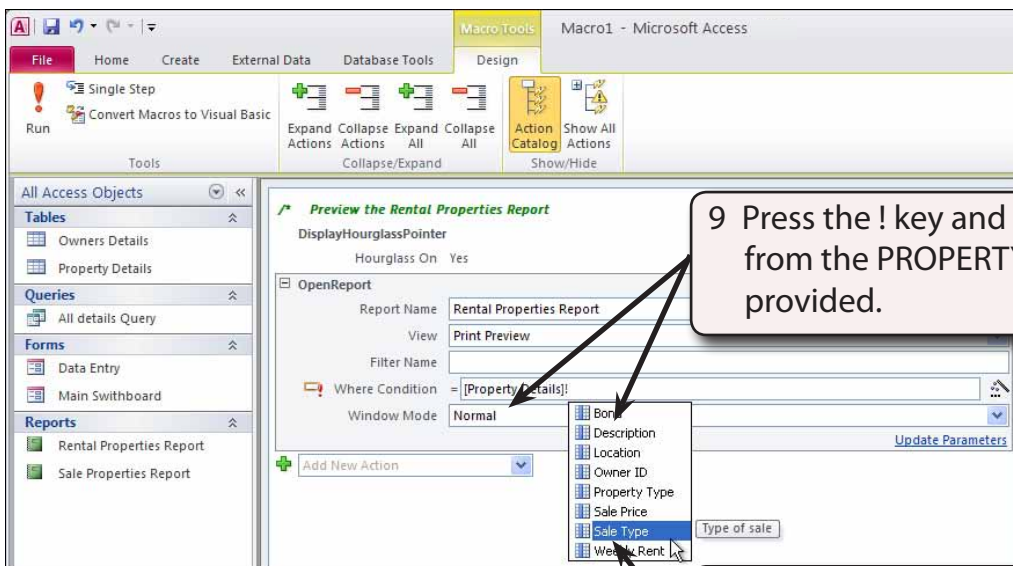 Macro Tools
Macro1 - Microsoft Access
File Home Create External Data Database Tools Design
Run
Single Step
Convert Macros to Visual Basic
Tools
Expand Actions
Collapse Actions
Expand All
Collapse All
Collapse/Expand
Action Catalog
Show All Actions
Show/Hide
All Access Objects
Tables
Owners Details
Property Details
Queries
All details Query
Forms
Data Entry
Main Swithboard
Reports
Rental Properties Report
Sale Properties Report
/* Preview the Rental Properties Report
DisplayHourglassPointer
Hourglass On Yes
OpenReport
Report Name Rental Properties Report
View Print Preview
Filter Name
Where Condition = [Property Details]!
Window Mode Normal
Update Parameters
Add New Action
Bond
Description
Location
Owner ID
Property Type
Sale Price
Sale Type
Weekly Rent
Type of sale
9 Press the ! key and
from the PROPERTY
provided.